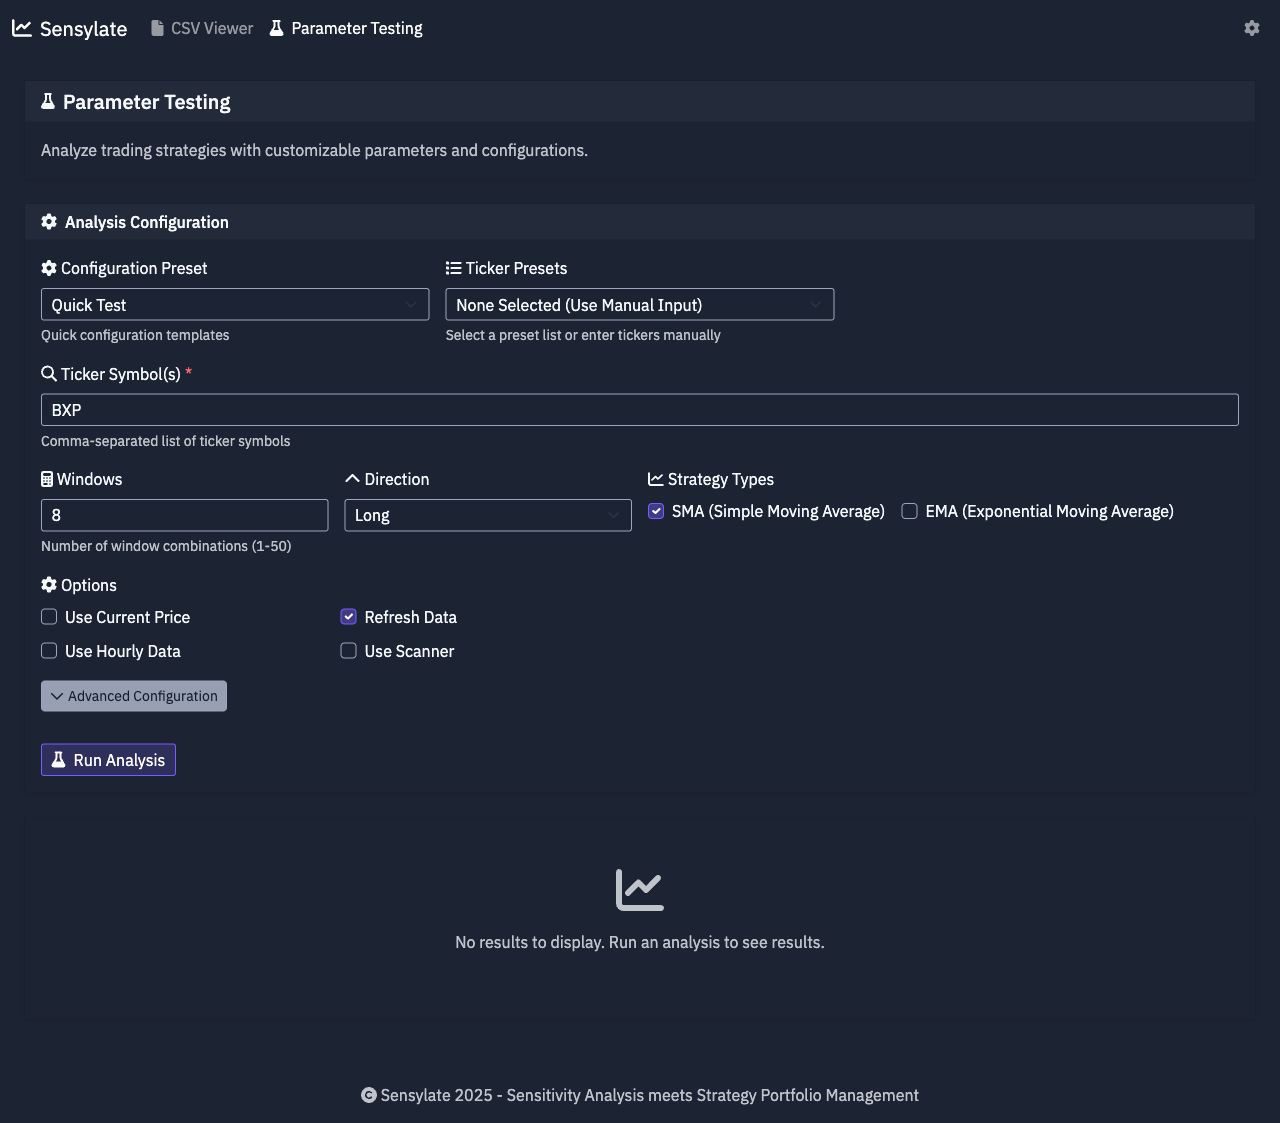 Sensylate CSV Viewer Parameter Testing
Parameter Testing
Analyze trading strategies with customizable parameters and configurations.
Analysis Configuration
Configuration Preset Ticker Presets
Quick Test None Selected (Use Manual Input)
Quick configuration templates Select a preset list or enter tickers manually
Ticker Symbol(s) *
BXP
Comma-separated list of ticker symbols
Windows Direction Strategy Types
8 Long SMA (Simple Moving Average) EMA (Exponential Moving Average)
Number of window combinations (1-50)
Options
Use Current Price Refresh Data
Use Hourly Data Use Scanner
Advanced Configuration
Run Analysis
No results to display. Run an analysis to see results.
© Sensylate 2025 - Sensitivity Analysis meets Strategy Portfolio Management